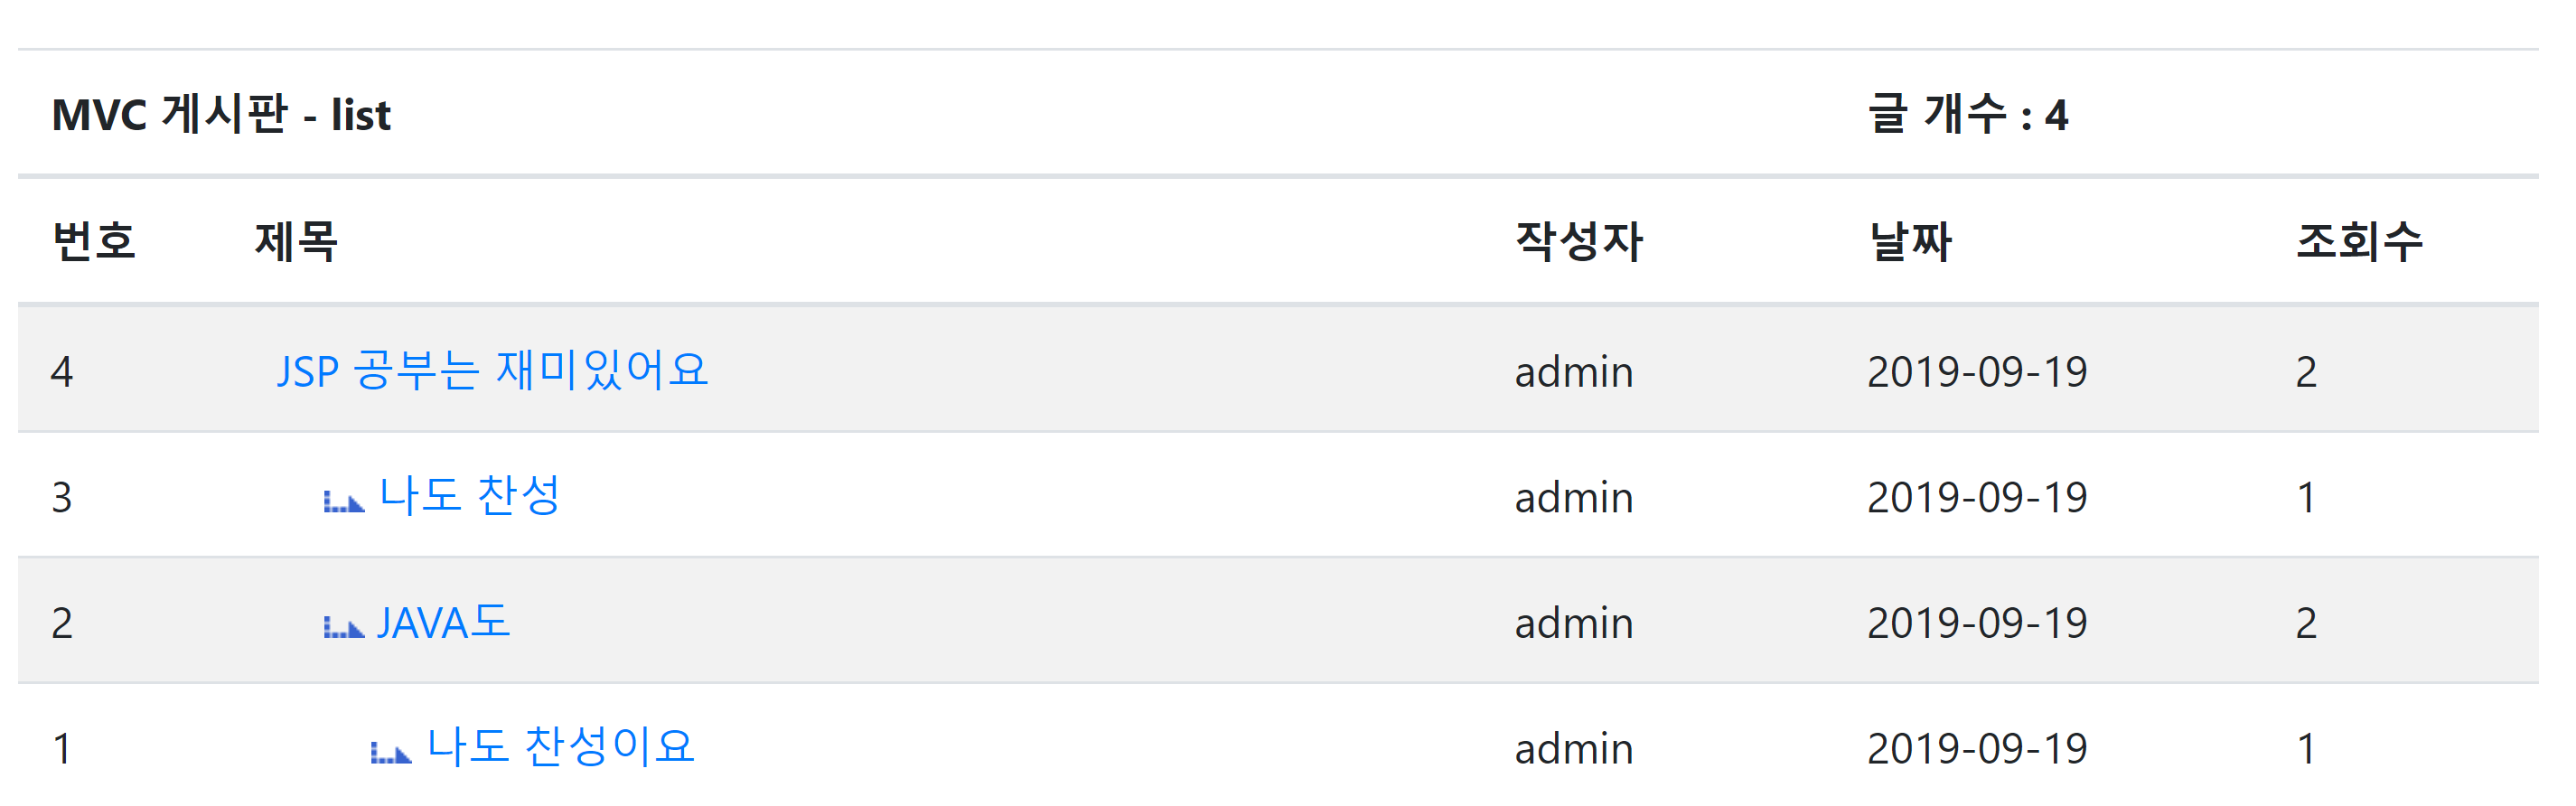 MVC 게시판 - list 글 개수 : 4
번호 제목 작성자 날짜 조회수
4 JSP 공부는 재미있어요 admin 2019-09-19 2
3 나도 찬성 admin 2019-09-19 1
2 JAVA도 admin 2019-09-19 2
1 나도 찬성이요 admin 2019-09-19 1